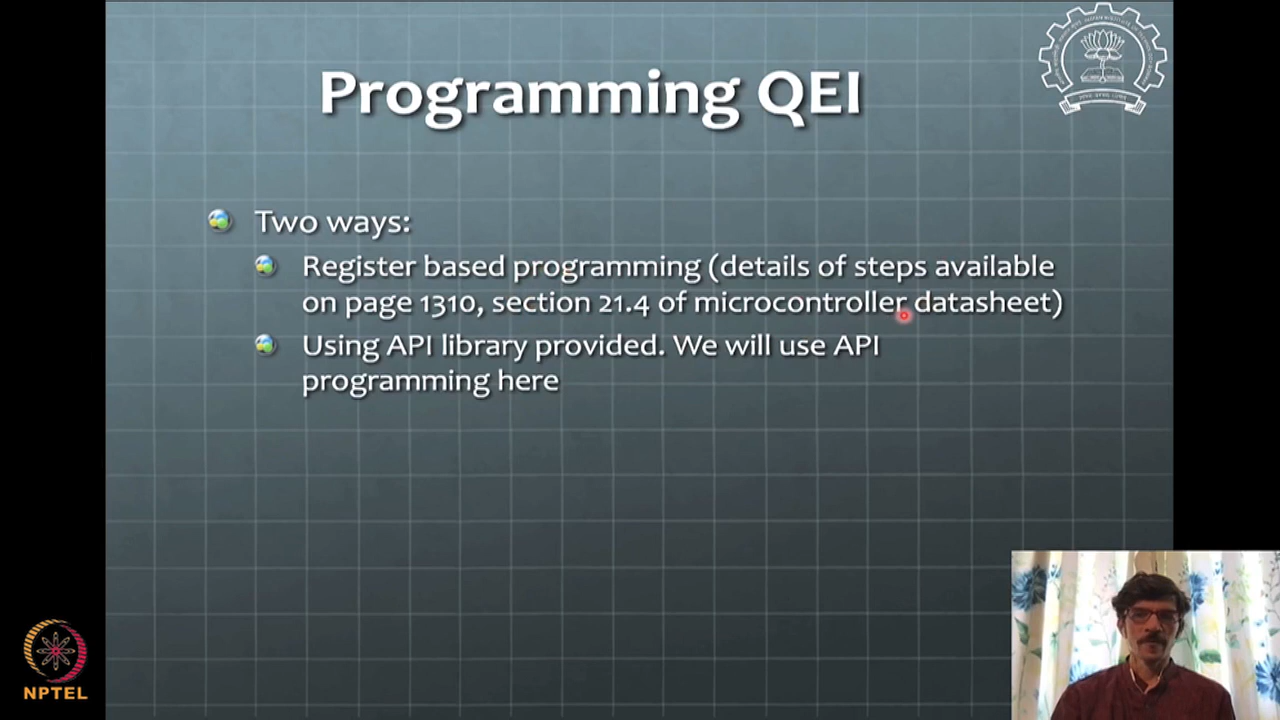 Programming QEI
Two ways:
Register based programming (details of steps available
on page 1310, section 21.4 of microcontroller datasheet)
Using API library provided. We will use API
programming here
NPTEL